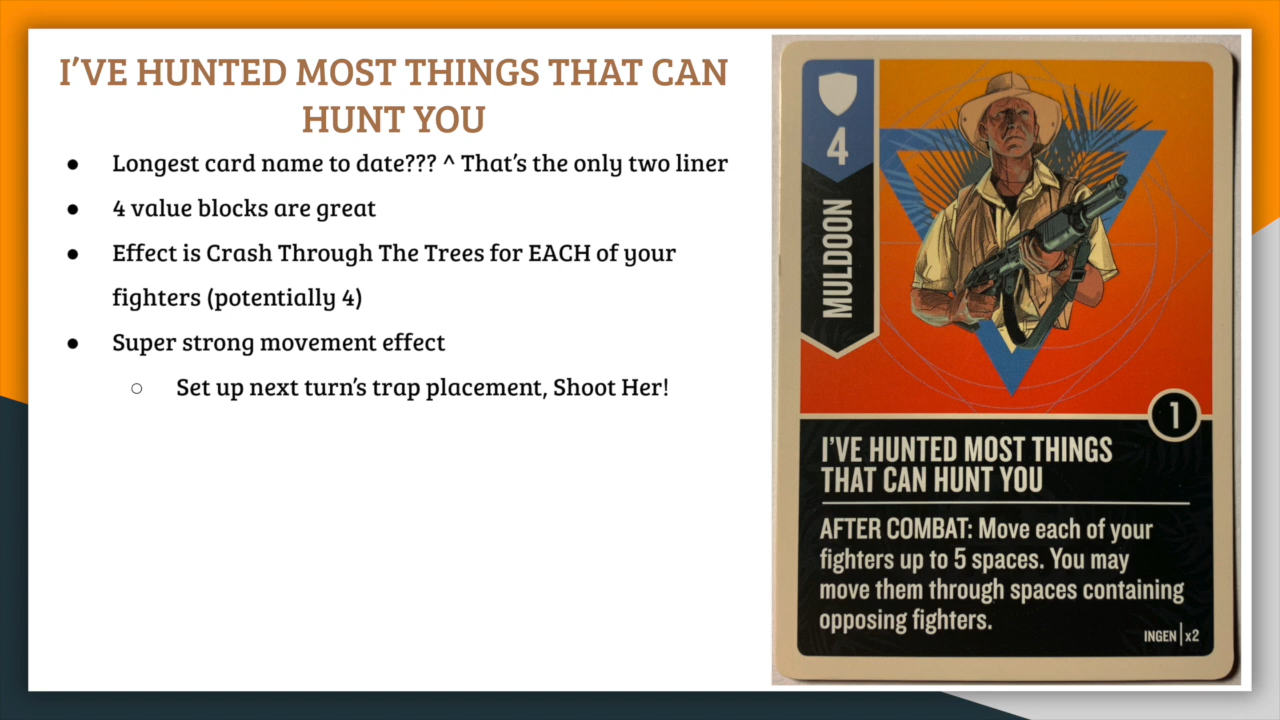 I'VE HUNTED MOST THINGS THAT CAN
HUNT YOU
● Longest card name to date??? ^ That's the only two liner
● 4 value blocks are great
● Effect is Crash Through The Trees for EACH of your
fighters (potentially 4)
● Super strong movement effect
○ Set up next turn's trap placement, Shoot Her!
4
MULDOON
1
I'VE HUNTED MOST THINGS
THAT CAN HUNT YOU
AFTER COMBAT: Move each of your
fighters up to 5 spaces. You may
move them through spaces containing
opposing fighters.
INGEN | x2